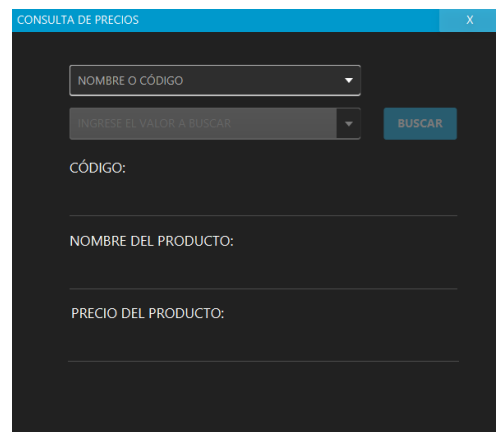 CONSULTA DE PRECIOS X
NOMBRE O CÓDIGO
INGRESE EL VALOR A BUSCAR BUSCAR
CÓDIGO:
NOMBRE DEL PRODUCTO:
PRECIO DEL PRODUCTO: